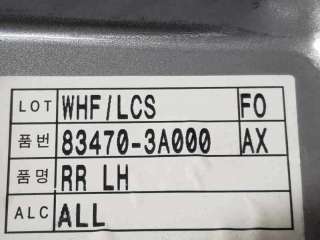 LOT WHF/LCS FO
품번 83470-3A000 AX
품명 RR LH
ALC ALL